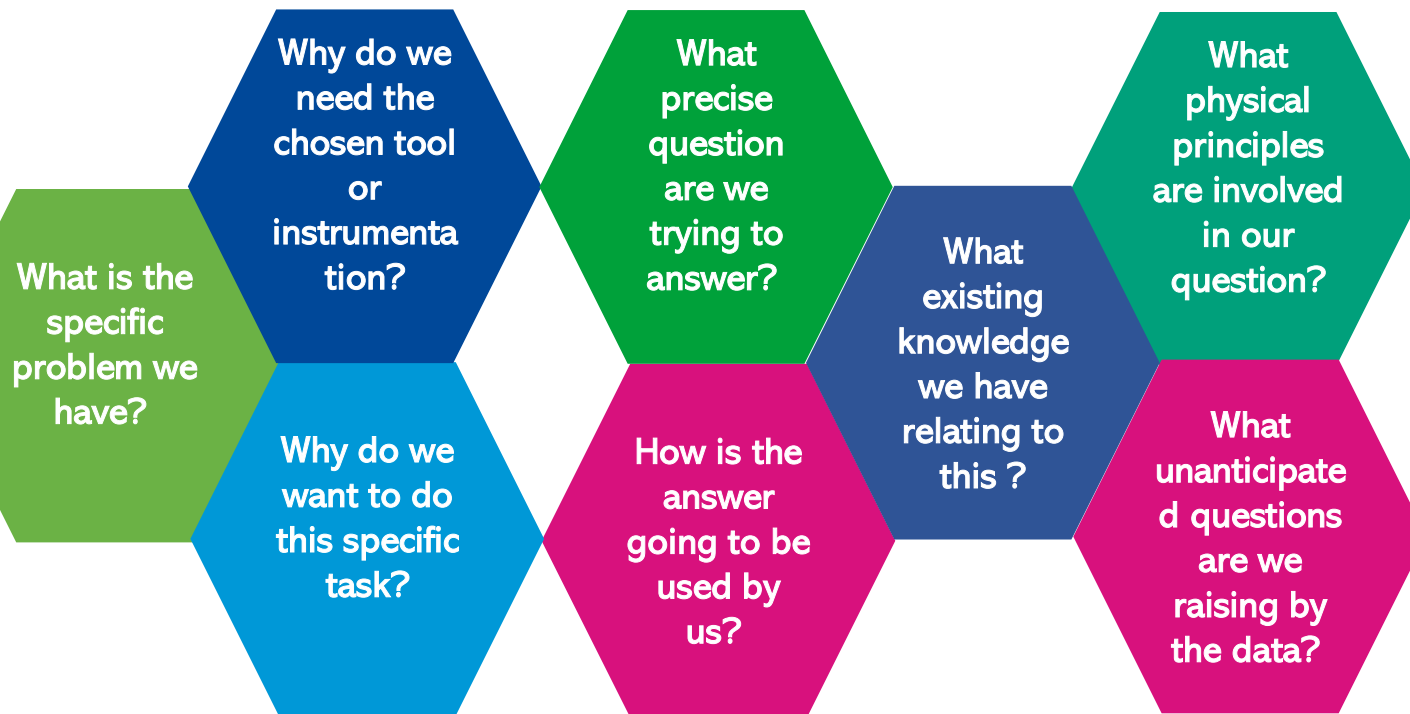 What is the
specific
problem we
have?
Why do we
need the
chosen tool
or
instrumenta
tion?
Why do we
want to do
this specific
task?
What
precise
question
are we
trying to
answer?
How is the
answer
going to be
used by
us?
What
existing
knowledge
we have
relating to
this ?
What
physical
principles
are involved
in our
question?
What
unanticipate
d questions
are we
raising by
the data?